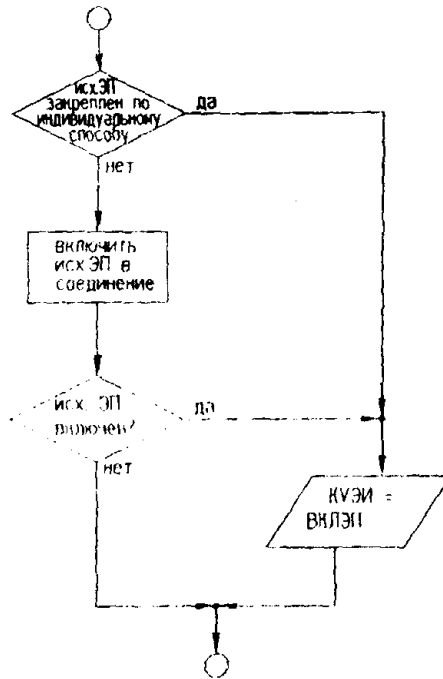 исх.ЭП
закреплен по
индивидуальному
способу
да
нет
включить
исх ЭП в
соединение
исх. ЭП
включен?
да
нет
КУЭИ =
ВКЛЭП